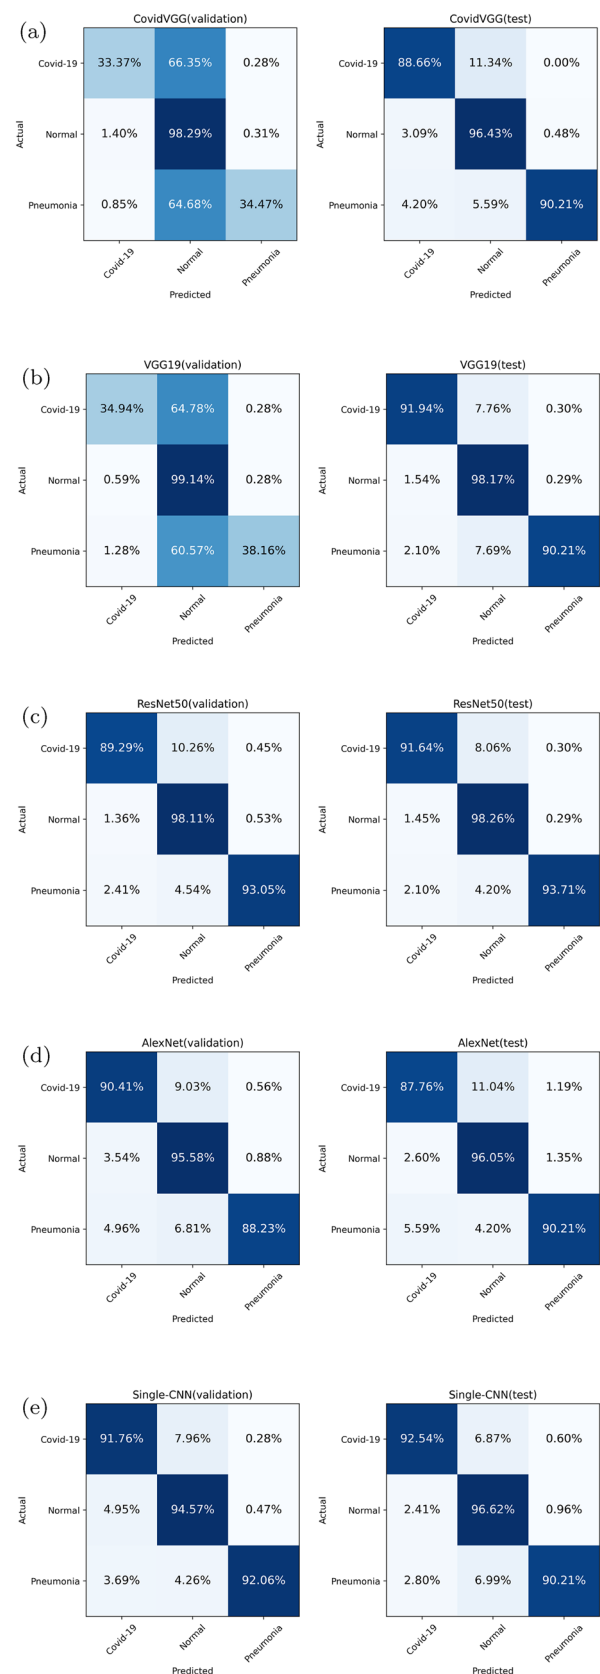 (a)
CovidVGG(validation)
CovidVGG(test)
Actual
Covid-19 33.37% 66.35% 0.28%
Normal 1.40% 98.29% 0.31%
Pneumonia 0.85% 64.68% 34.47%
Covid-19 Normal Pneumonia
Predicted
Actual
Covid-19 88.66% 11.34% 0.00%
Normal 3.09% 96.43% 0.48%
Pneumonia 4.20% 5.59% 90.21%
Covid-19 Normal Pneumonia
Predicted
(b)
VGG19(validation)
VGG19(test)
Actual
Covid-19 34.94% 64.78% 0.28%
Normal 0.59% 99.14% 0.28%
Pneumonia 1.28% 60.57% 38.16%
Covid-19 Normal Pneumonia
Predicted
Actual
Covid-19 91.94% 7.76% 0.30%
Normal 1.54% 98.17% 0.29%
Pneumonia 2.10% 7.69% 90.21%
Covid-19 Normal Pneumonia
Predicted
(c)
ResNet50(validation)
ResNet50(test)
Actual
Covid-19 89.29% 10.26% 0.45%
Normal 1.36% 98.11% 0.53%
Pneumonia 2.41% 4.54% 93.05%
Covid-19 Normal Pneumonia
Predicted
Actual
Covid-19 91.64% 8.06% 0.30%
Normal 1.45% 98.26% 0.29%
Pneumonia 2.10% 4.20% 93.71%
Covid-19 Normal Pneumonia
Predicted
(d)
AlexNet(validation)
AlexNet(test)
Actual
Covid-19 90.41% 9.03% 0.56%
Normal 3.54% 95.58% 0.88%
Pneumonia 4.96% 6.81% 88.23%
Covid-19 Normal Pneumonia
Predicted
Actual
Covid-19 87.76% 11.04% 1.19%
Normal 2.60% 96.05% 1.35%
Pneumonia 5.59% 4.20% 90.21%
Covid-19 Normal Pneumonia
Predicted
(e)
Single-CNN(validation)
Single-CNN(test)
Actual
Covid-19 91.76% 7.96% 0.28%
Normal 4.95% 94.57% 0.47%
Pneumonia 3.69% 4.26% 92.06%
Covid-19 Normal Pneumonia
Predicted
Actual
Covid-19 92.54% 6.87% 0.60%
Normal 2.41% 96.62% 0.96%
Pneumonia 2.80% 6.99% 90.21%
Covid-19 Normal Pneumonia
Predicted